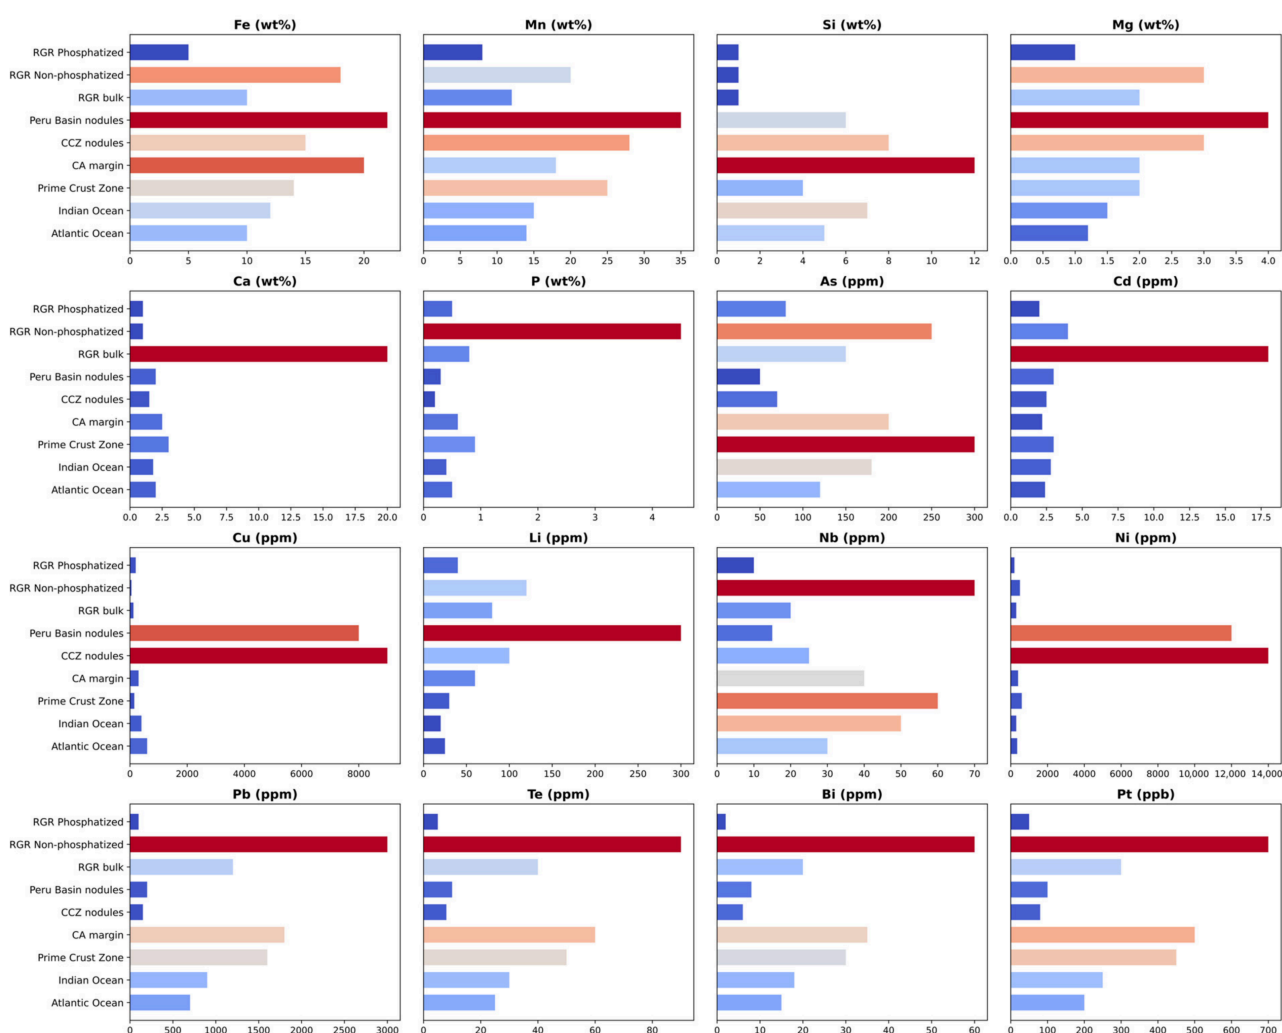 Fe (wt%) Mn (wt%) Si (wt%) Mg (wt%)
RGR Phosphatized
RGR Non-phosphatized
RGR bulk
Peru Basin nodules
CCZ nodules
CA margin
Prime Crust Zone
Indian Ocean
Atlantic Ocean
0 5 10 15 20 0 5 10 15 20 25 30 35 0 2 4 6 8 10 12 0.0 0.5 1.0 1.5 2.0 2.5 3.0 3.5 4.0
Ca (wt%) P (wt%) As (ppm) Cd (ppm)
RGR Phosphatized
RGR Non-phosphatized
RGR bulk
Peru Basin nodules
CCZ nodules
CA margin
Prime Crust Zone
Indian Ocean
Atlantic Ocean
0.0 2.5 5.0 7.5 10.0 12.5 15.0 17.5 20.0 0 1 2 3 4 0 50 100 150 200 250 300 0.0 2.5 5.0 7.5 10.0 12.5 15.0 17.5
Cu (ppm) Li (ppm) Nb (ppm) Ni (ppm)
RGR Phosphatized
RGR Non-phosphatized
RGR bulk
Peru Basin nodules
CCZ nodules
CA margin
Prime Crust Zone
Indian Ocean
Atlantic Ocean
0 2000 4000 6000 8000 0 50 100 150 200 250 300 0 10 20 30 40 50 60 70 0 2000 4000 6000 8000 10,000 12,000 14,000
Pb (ppm) Te (ppm) Bi (ppm) Pt (ppb)
RGR Phosphatized
RGR Non-phosphatized
RGR bulk
Peru Basin nodules
CCZ nodules
CA margin
Prime Crust Zone
Indian Ocean
Atlantic Ocean
0 500 1000 1500 2000 2500 3000 0 20 40 60 80 0 10 20 30 40 50 60 0 100 200 300 400 500 600 700